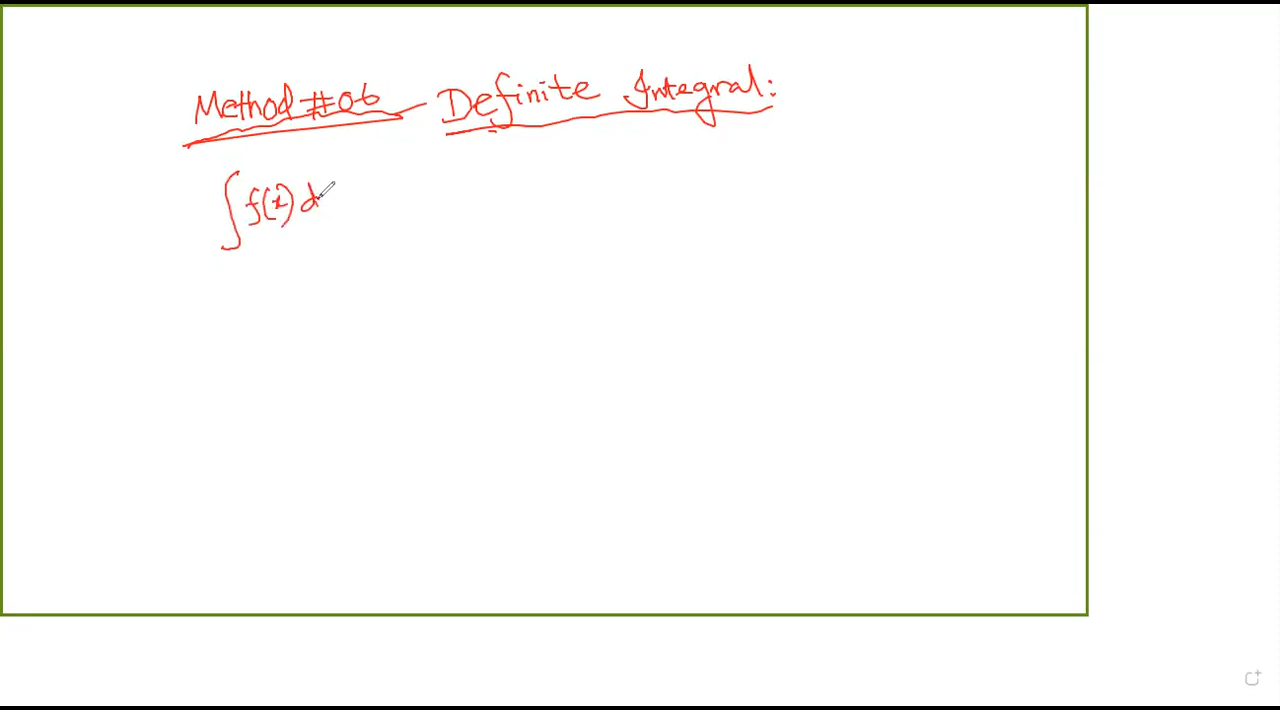 Method #06 - Definite Integral:
∫f(x) d